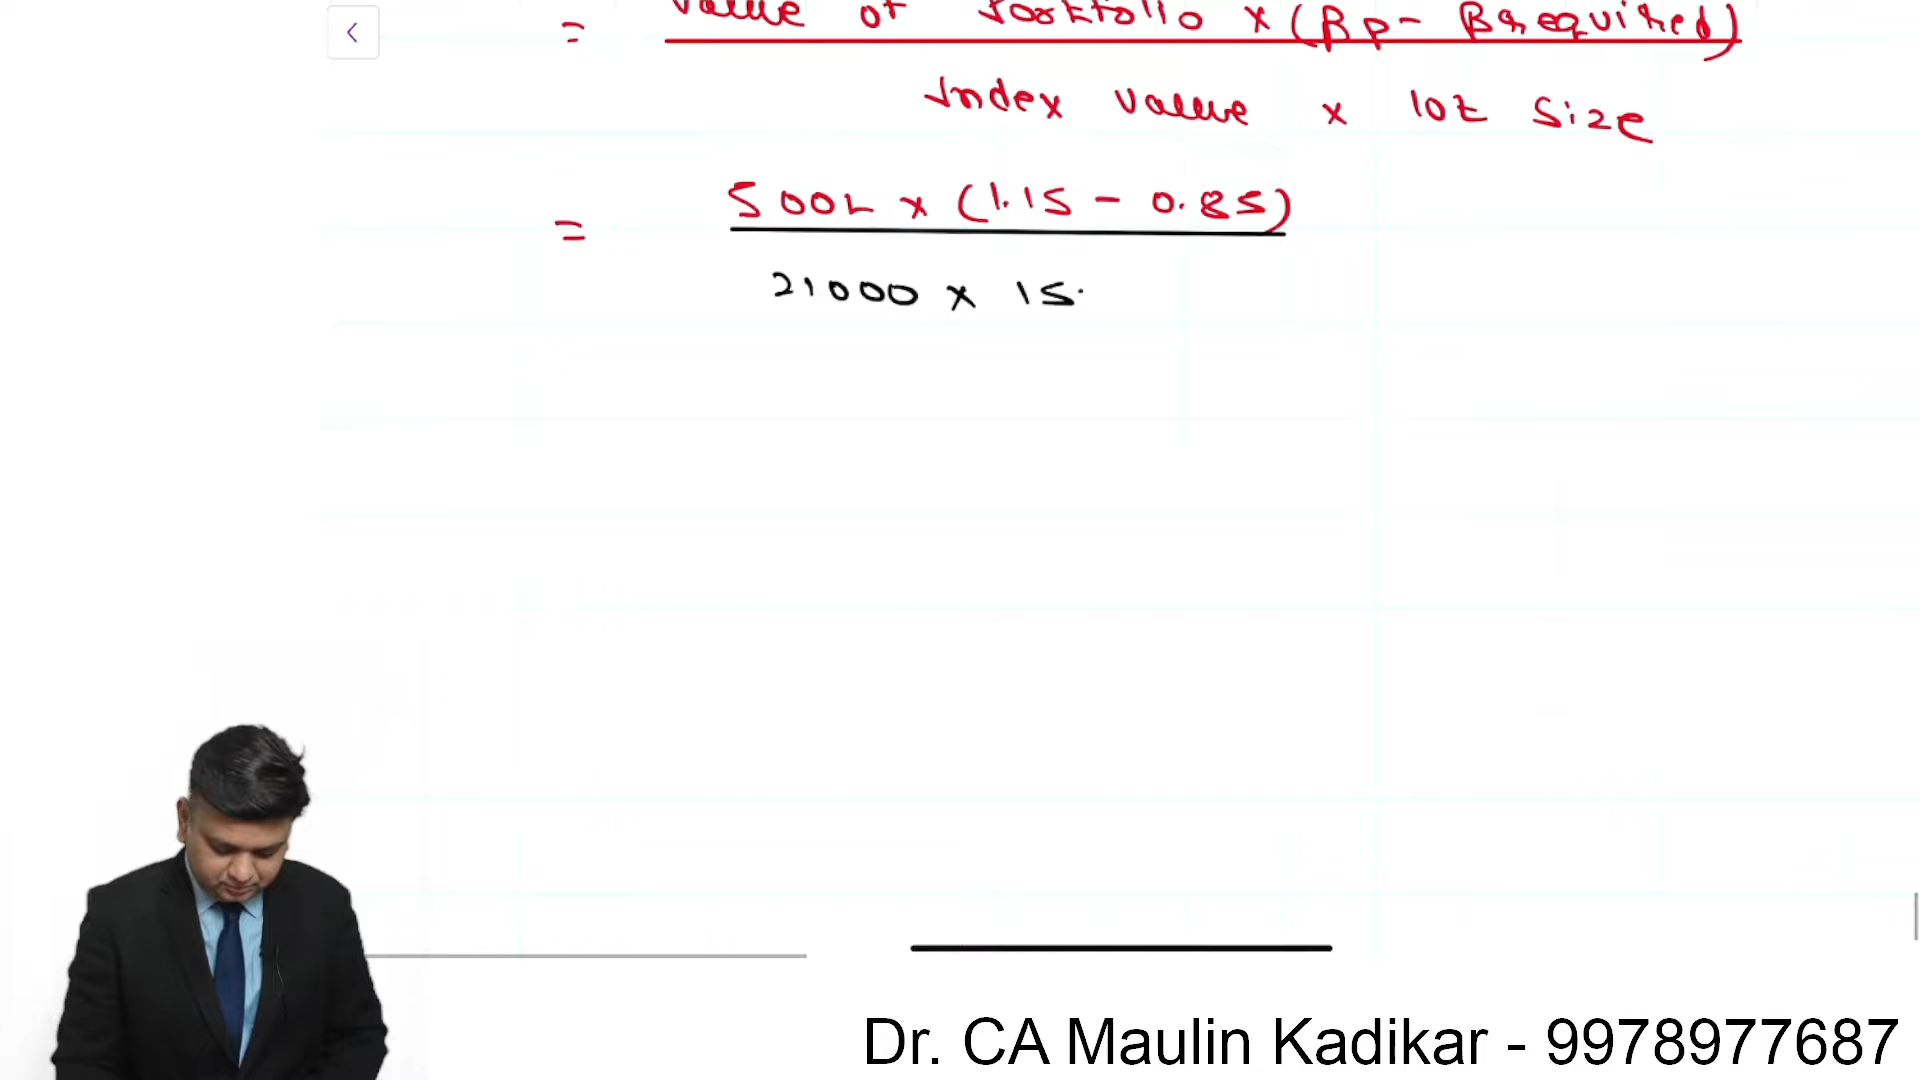 = Value of Portfolio × (βp - βrequired)
Index Value × lot Size
= 500L × (1.15 - 0.85)
21000 × 15
Dr. CA Maulin Kadikar - 9978977687